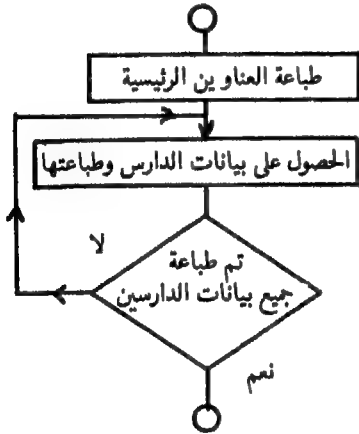 طباعة العناوين الرئيسية
الحصول على بيانات الدارس وطباعتها
لا
تم طباعة
جميع بيانات الدارسين
نعم